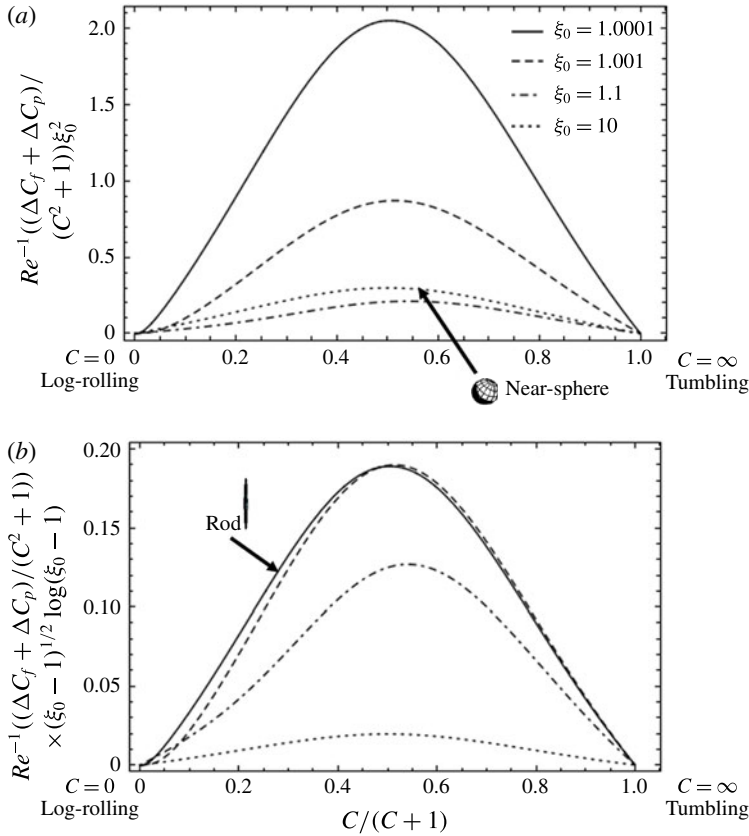 (a)
2.0
1.5
1.0
0.5
0
Re⁻¹((ΔC_f + ΔC_p)/
(C² + 1))ξ₀²
ξ₀ = 1.0001
ξ₀ = 1.001
ξ₀ = 1.1
ξ₀ = 10
0 0.2 0.4 0.6 0.8 1.0
C = 0
Log-rolling
Near-sphere
C = ∞
Tumbling
(b)
0.20
0.15
0.10
0.05
0
Re⁻¹((ΔC_f + ΔC_p)/(C² + 1))
×(ξ₀ − 1)^{1/2} log(ξ₀ − 1)
Rod
0 0.2 0.4 0.6 0.8 1.0
C = 0
Log-rolling
C = ∞
Tumbling
C/(C + 1)